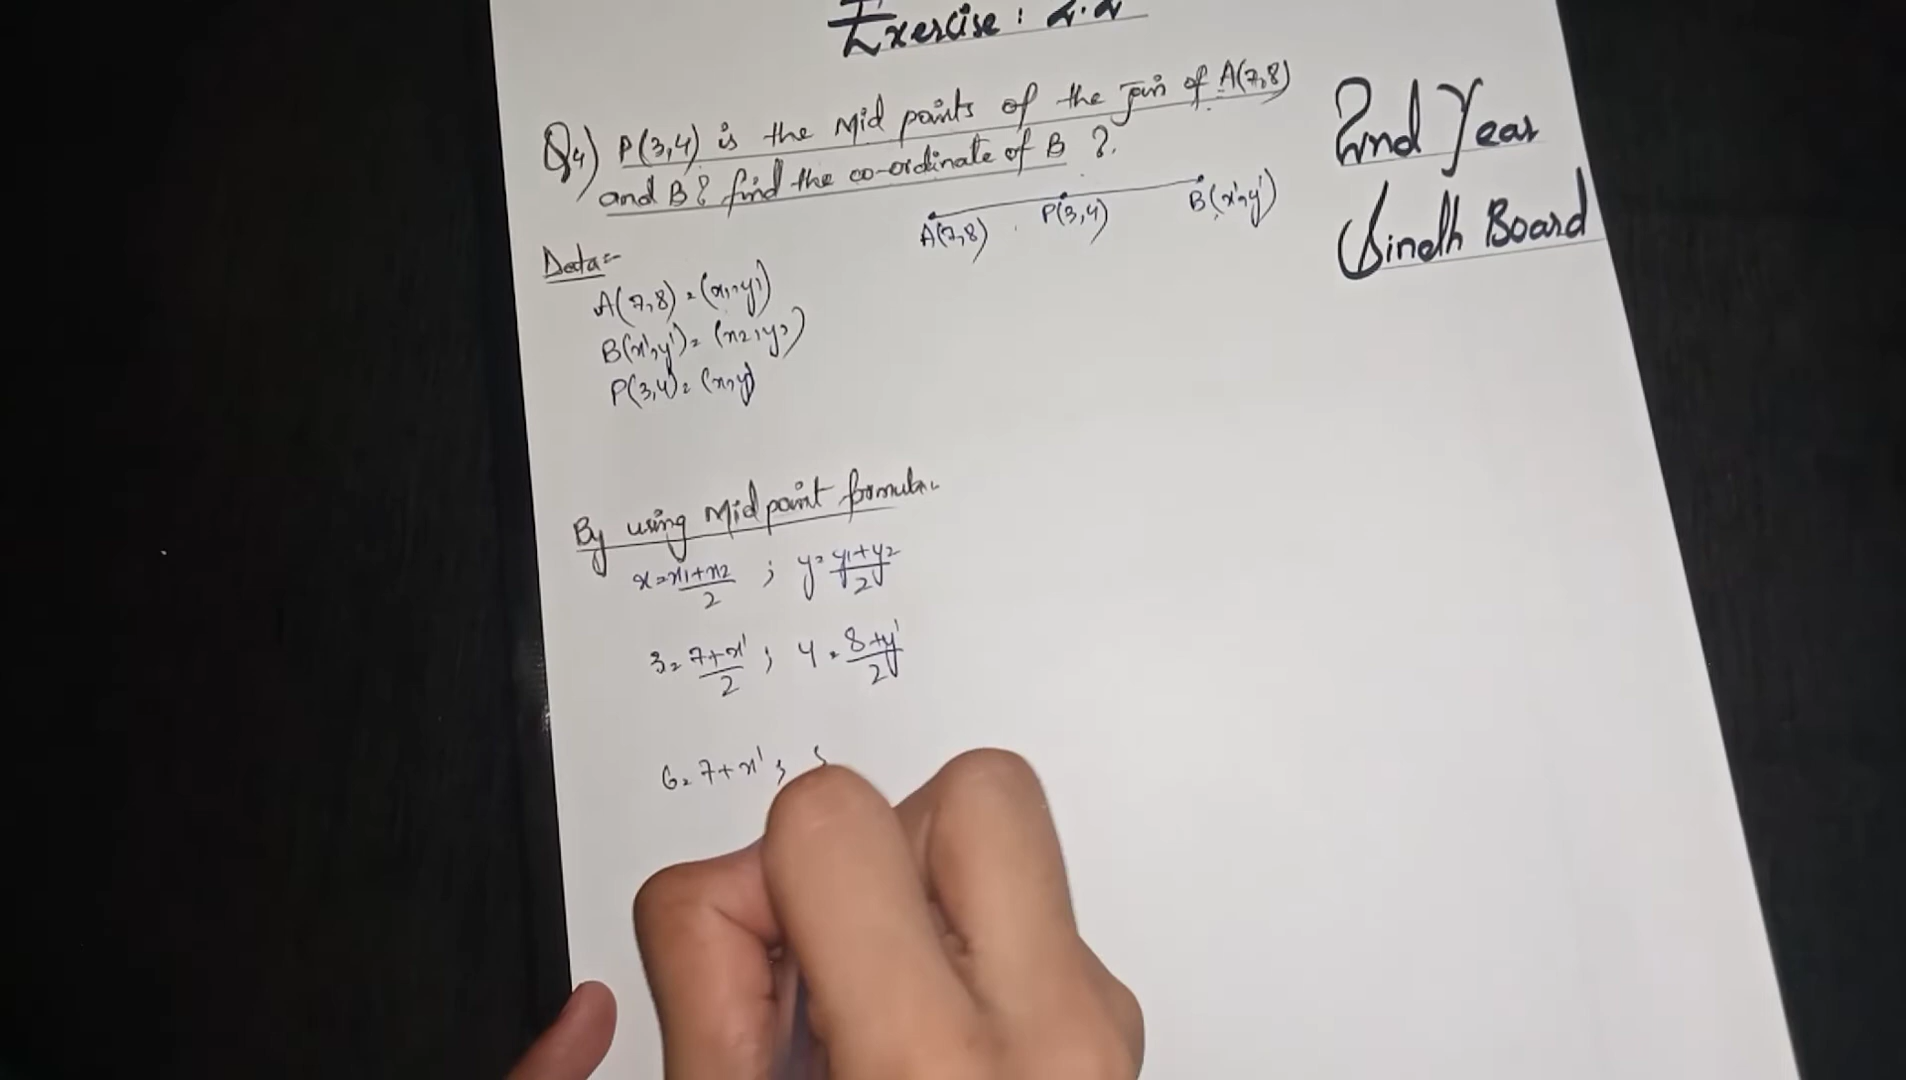 Exercise: 2.2
Q4) P(3,4) is the Mid points of the Join of A(7,8)
and B? find the co-ordinate of B ?.
2nd Year
Sindh Board
A(7,8) P(3,4) B(x',y')
Data:-
A(7,8) = (x1,y1)
B(x',y') = (x2,y2)
P(3,4) = (x,y)
By using Mid point formula:-
x = x1+x2/2 ; y = y1+y2/2
3 = 7+x'/2 ; 4 = 8+y'/2
6 = 7+x' ;